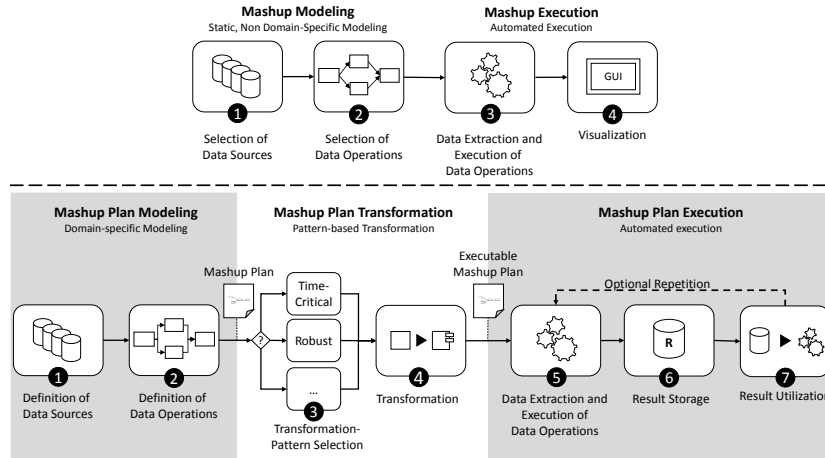 Mashup Modeling
Static, Non Domain-Specific Modeling
Mashup Execution
Automated Execution
GUI
1
2
3
4
Selection of
Data Sources
Selection of
Data Operations
Data Extraction and
Execution of
Data Operations
Visualization
Mashup Plan Modeling
Domain-specific Modeling
Mashup Plan Transformation
Pattern-based Transformation
Mashup Plan Execution
Automated execution
Mashup Plan
Executable
Mashup Plan
Optional Repetition
Time-
Critical
?
Robust
...
R
1
2
3
4
5
6
7
Definition of
Data Sources
Definition of
Data Operations
Transformation-
Pattern Selection
Transformation
Data Extraction and
Execution of
Data Operations
Result Storage
Result Utilization